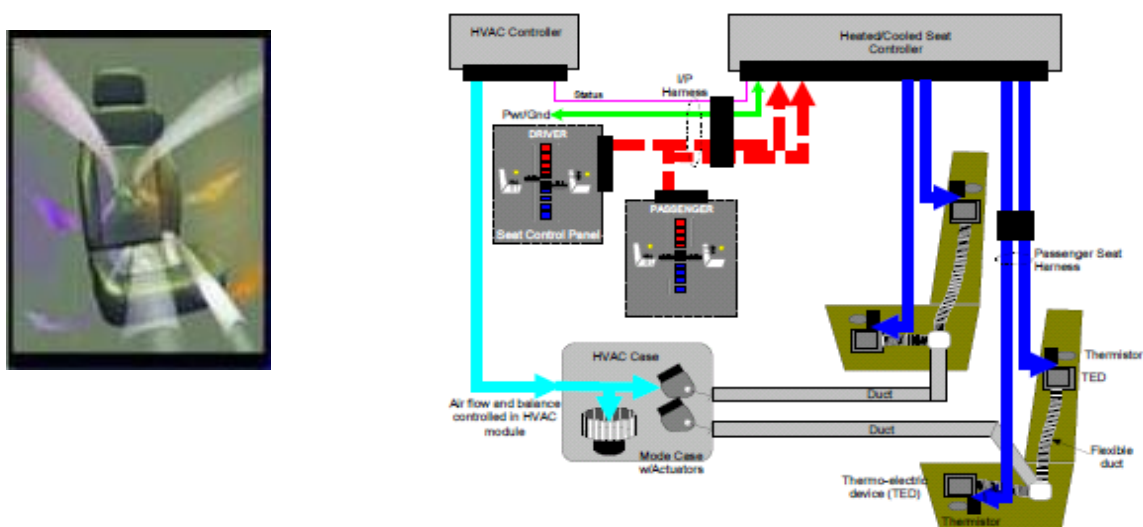 HVAC Controller
Heated/Cooled Seat
Controller
I/P
Harness
Status
Pwr/Gnd
DRIVER
Seat Control Panel
PASSENGER
Passenger Seat
Harness
HVAC Case
Air flow and balance
controlled in HVAC
module
Mode Case
w/Actuators
Duct
Duct
Thermistor
TED
Flexible
duct
Thermo-electric
device (TED)
Thermistor